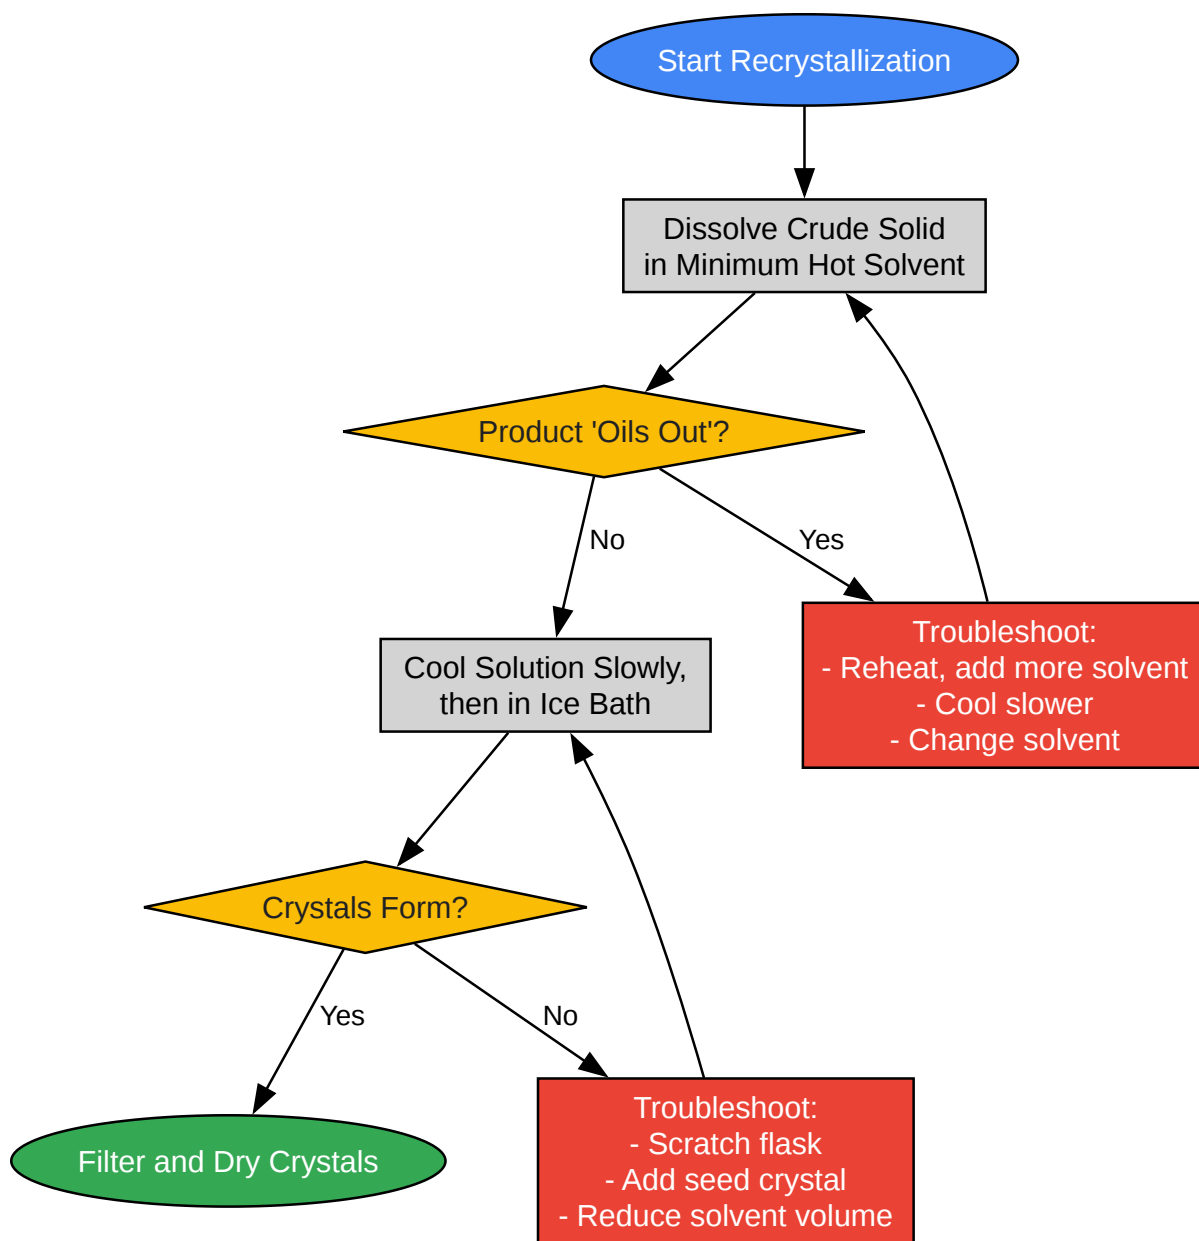 Start Recrystallization
Dissolve Crude Solid
in Minimum Hot Solvent
Product 'Oils Out'?
No
Yes
Troubleshoot:
- Reheat, add more solvent
- Cool slower
- Change solvent
Cool Solution Slowly,
then in Ice Bath
Crystals Form?
Yes
No
Troubleshoot:
- Scratch flask
- Add seed crystal
- Reduce solvent volume
Filter and Dry Crystals